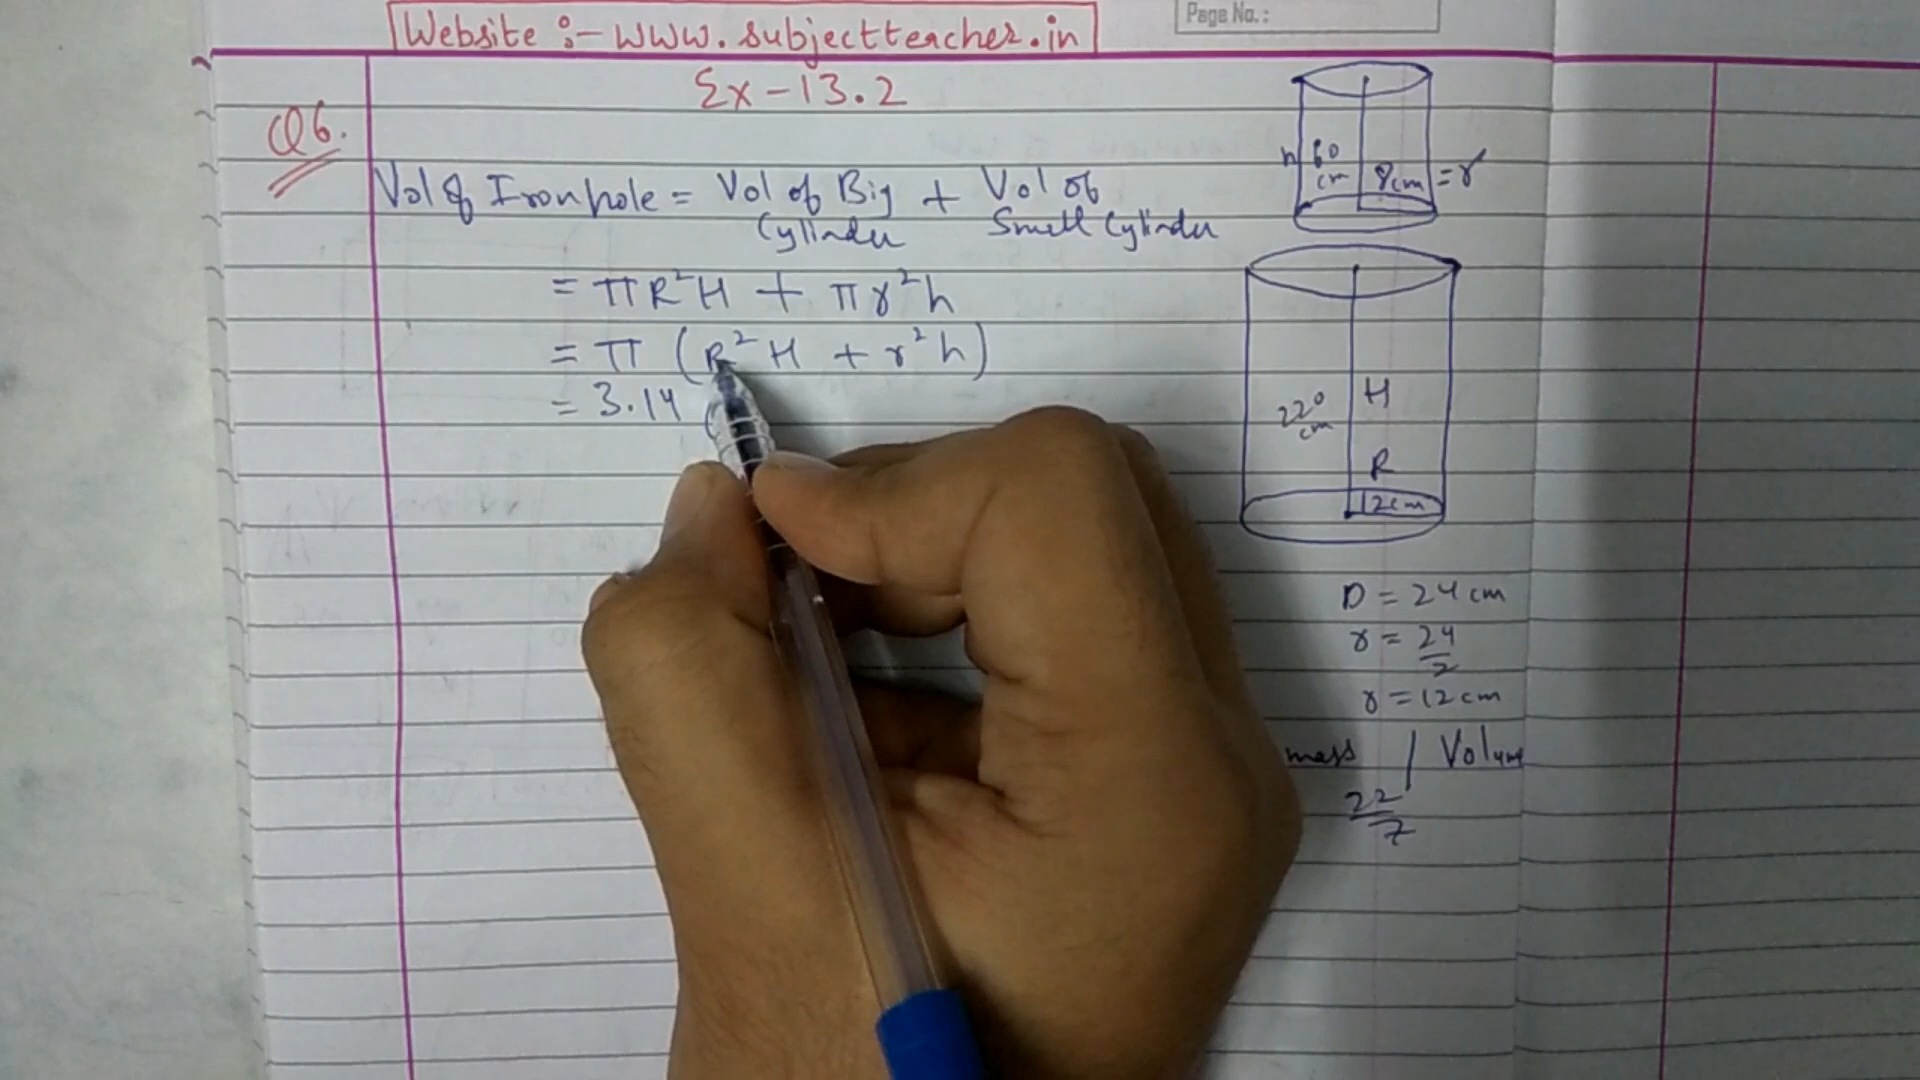 Website :- www.subjectteacher.in
Page No.:
Ex-13.2
Q6.
Vol of Iron hole = Vol of Big Cylinder + Vol of Small Cylinder
= πR²H + πr²h
= π (R²H + r²h)
= 3.14 (
h 60 cm 8cm = r
220 cm H
R
12cm
D = 24 cm
r = 24/2
r = 12 cm
mass / Volume
22/7